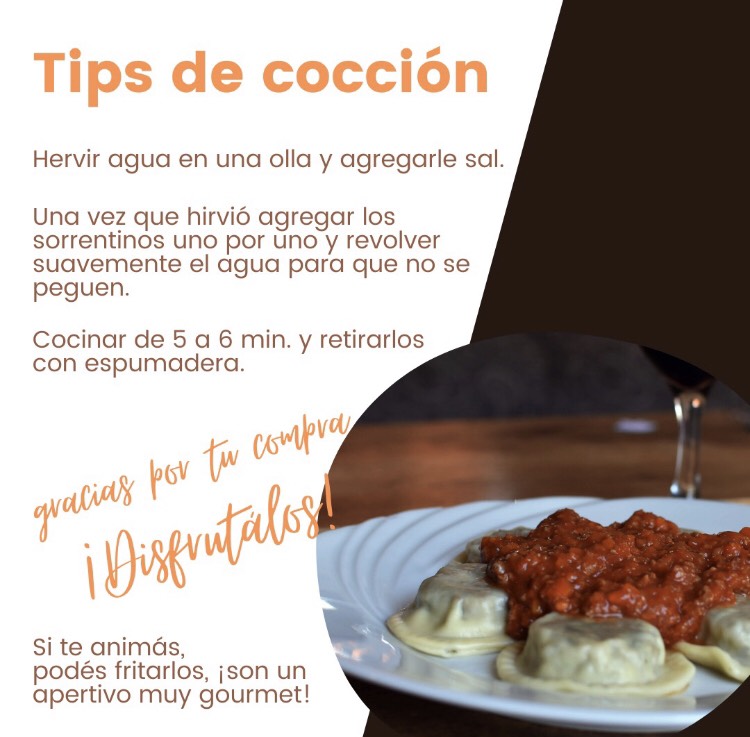 Tips de cocción
Hervir agua en una olla y agregarle sal.
Una vez que hirvió agregar los
sorrentinos uno por uno y revolver
suavemente el agua para que no se
peguen.
Cocinar de 5 a 6 min. y retirarlos
con espumadera.
gracias por tu compra
¡Disfrutálos!
Si te animás,
podés fritarlos, ¡son un
apertivo muy gourmet!